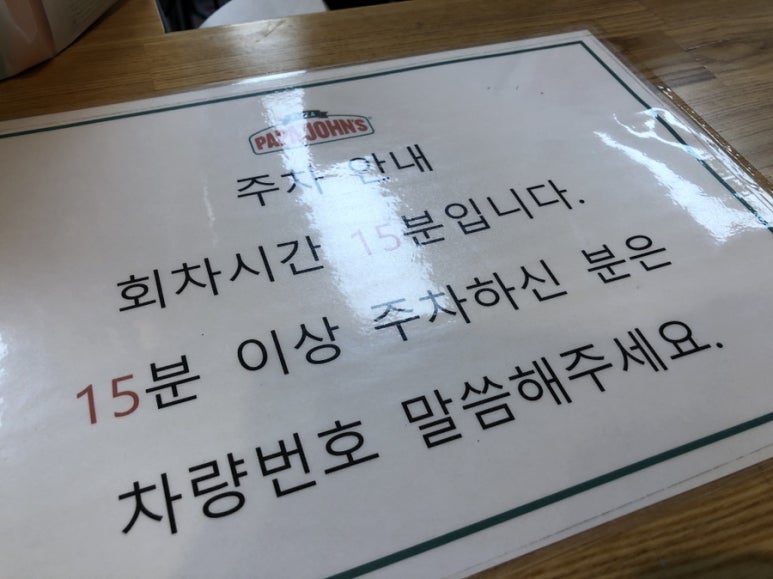 PAPA JOHN'S
주차 안내
회차시간 15분입니다.
15분 이상 주차하신 분은
차량번호 말씀해주세요.